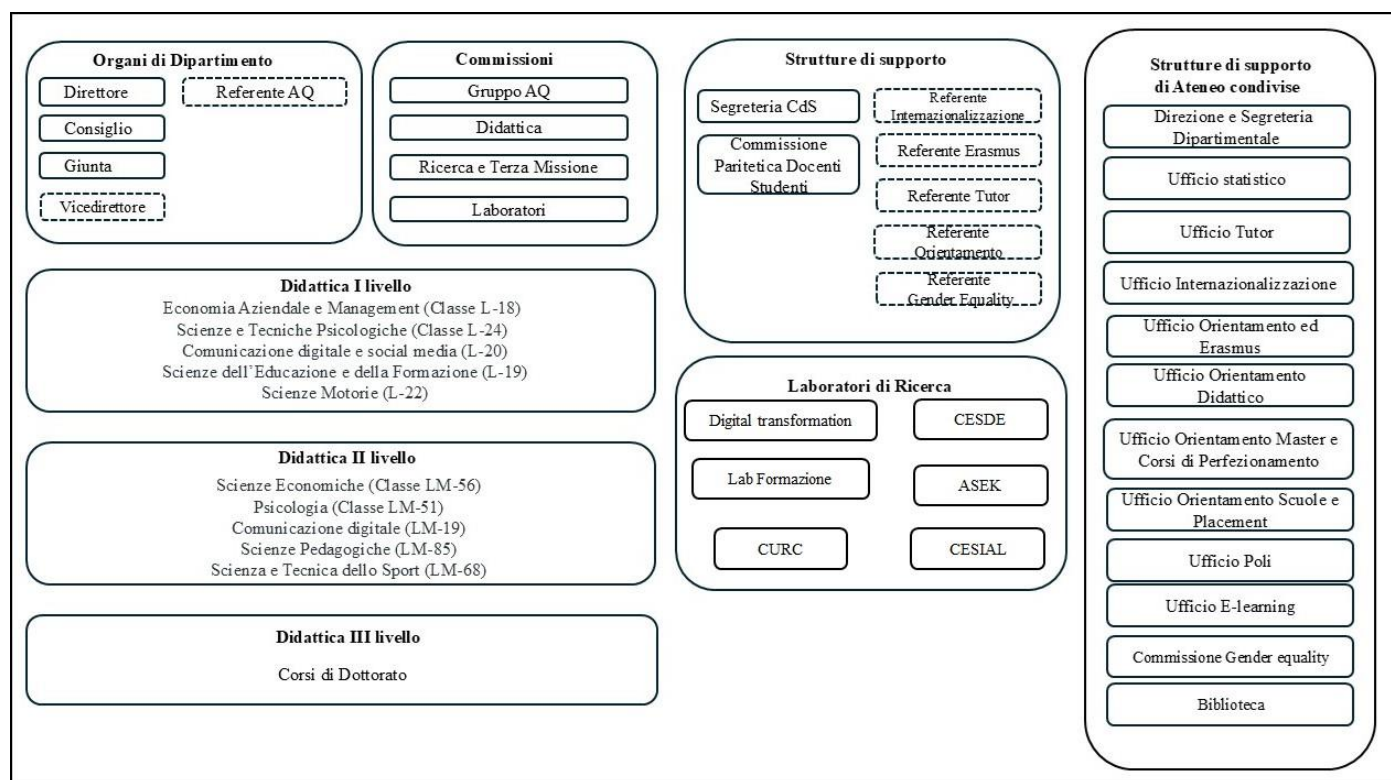 Organi di Dipartimento
Direttore
Referente AQ
Consiglio
Giunta
Vicedirettore
Commissioni
Gruppo AQ
Didattica
Ricerca e Terza Missione
Laboratori
Didattica I livello
Economia Aziendale e Management (Classe L-18)
Scienze e Tecniche Psicologiche (Classe L-24)
Comunicazione digitale e social media (L-20)
Scienze dell’Educazione e della Formazione (L-19)
Scienze Motorie (L-22)
Didattica II livello
Scienze Economiche (Classe LM-56)
Psicologia (Classe LM-51)
Comunicazione digitale (LM-19)
Scienze Pedagogiche (LM-85)
Scienza e Tecnica dello Sport (LM-68)
Didattica III livello
Corsi di Dottorato
Strutture di supporto
Segreteria CdS
Commissione
Paritetica Docenti
Studenti
Referente
Internazionalizzazione
Referente Erasmus
Referente Tutor
Referente
Orientamento
Referente
Gender Equality
Laboratori di Ricerca
Digital transformation
CESDE
Lab Formazione
ASEK
CURC
CESIAL
Strutture di supporto
di Ateneo condivise
Direzione e Segreteria
Dipartimentale
Ufficio statistico
Ufficio Tutor
Ufficio Internazionalizzazione
Ufficio Orientamento ed
Erasmus
Ufficio Orientamento
Didattico
Ufficio Orientamento Master e
Corsi di Perfezionamento
Ufficio Orientamento Scuole e
Placement
Ufficio Poli
Ufficio E-learning
Commissione Gender equality
Biblioteca